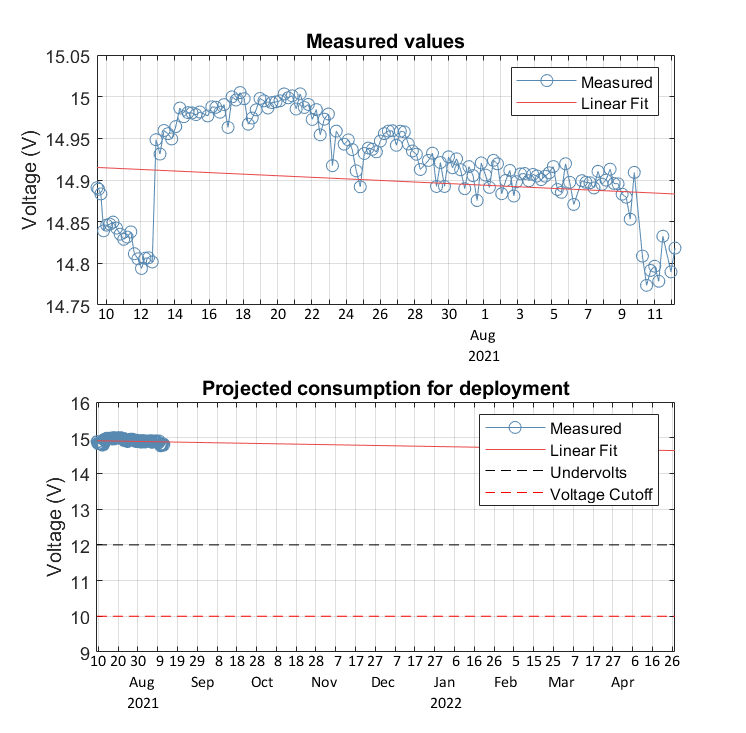 Measured values
15.05
15
14.95
14.9
14.85
14.8
14.75
Voltage (V)
Measured
Linear Fit
10 12 14 16 18 20 22 24 26 28 30 1 3 5 7 9 11
Aug
2021
Projected consumption for deployment
16
15
14
13
12
11
10
9
Voltage (V)
Measured
Linear Fit
Undervolts
Voltage Cutoff
10 20 30 9 19 29 8 18 28 8 18 28 7 17 27 7 17 27 6 16 26 5 15 25 7 17 27 6 16 26
Aug Sep Oct Nov Dec Jan Feb Mar Apr
2021 2022